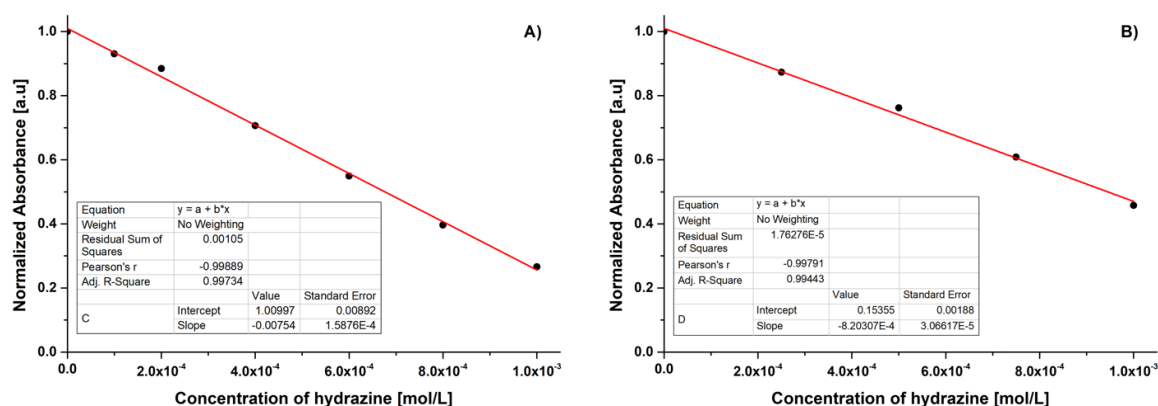 A)
Normalized Absorbance [a.u]
1.0
0.8
0.6
0.4
0.2
0.0
Equation y = a + b*x
Weight No Weighting
Residual Sum of Squares 0.00105
Pearson's r -0.99889
Adj. R-Square 0.99734
Value Standard Error
C Intercept 1.00997 0.00892
Slope -0.00754 1.5876E-4
0.0 2.0x10⁻⁴ 4.0x10⁻⁴ 6.0x10⁻⁴ 8.0x10⁻⁴ 1.0x10⁻³
Concentration of hydrazine [mol/L]
B)
Normalized Absorbance [a.u]
1.0
0.8
0.6
0.4
0.2
0.0
Equation y = a + b*x
Weight No Weighting
Residual Sum of Squares 1.76276E-5
Pearson's r -0.99791
Adj. R-Square 0.99443
Value Standard Error
D Intercept 0.15355 0.00188
Slope -8.20307E-4 3.06617E-5
0.0 2.0x10⁻⁴ 4.0x10⁻⁴ 6.0x10⁻⁴ 8.0x10⁻⁴ 1.0x10⁻³
Concentration of hydrazine [mol/L]